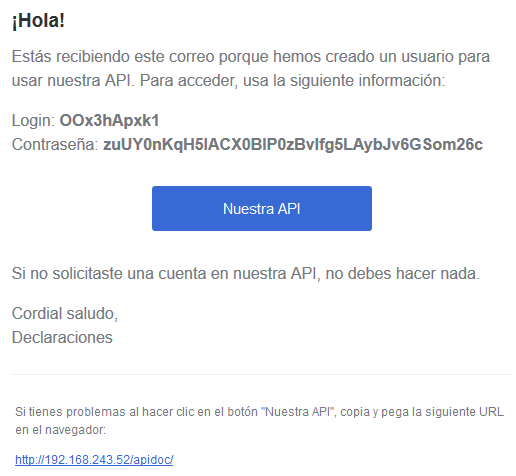 ¡Hola!
Estás recibiendo este correo porque hemos creado un usuario para
usar nuestra API. Para acceder, usa la siguiente información:
Login: OOx3hApxk1
Contraseña: zuUY0nKqH5IACX0BIP0zBvIfg5LAybJv6GSom26c
Nuestra API
Si no solicitaste una cuenta en nuestra API, no debes hacer nada.
Cordial saludo,
Declaraciones
Si tienes problemas al hacer clic en el botón "Nuestra API", copia y pega la siguiente URL
en el navegador:
http://192.168.243.52/apidoc/